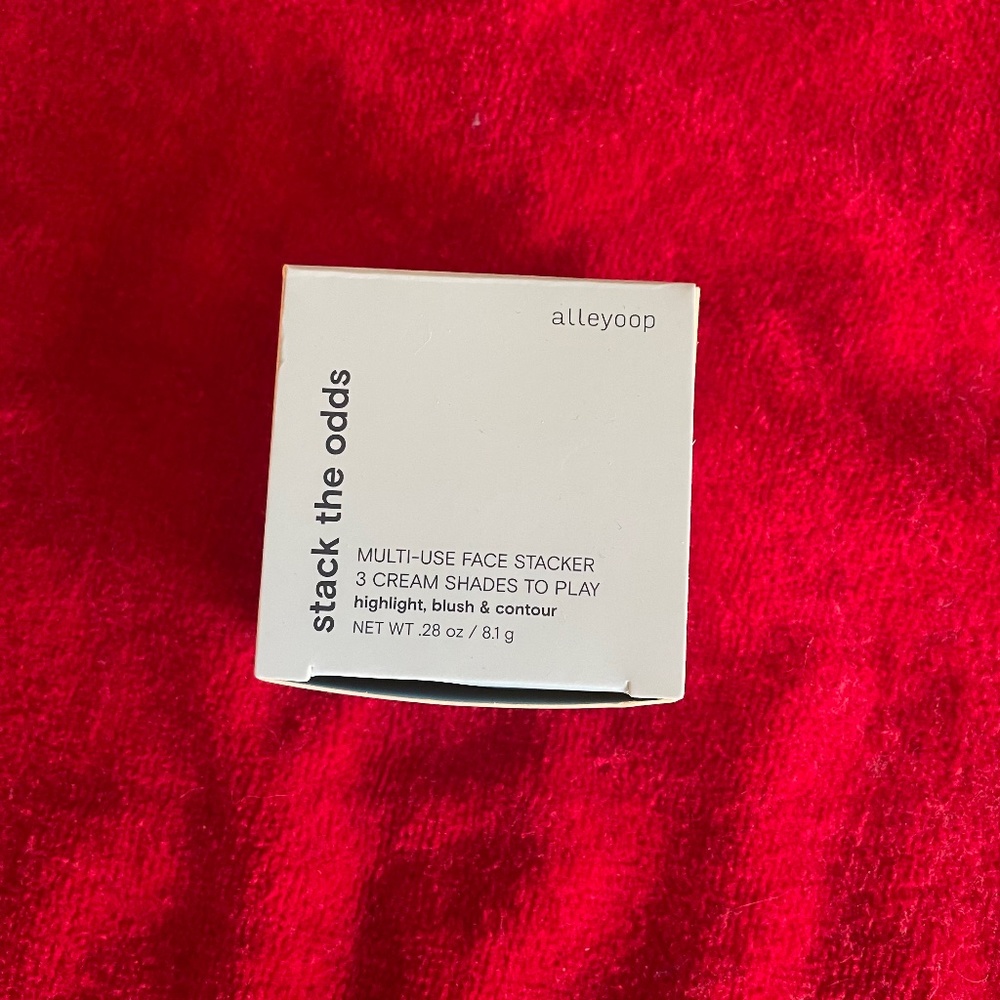 alleyoop
stack the odds
MULTI-USE FACE STACKER
3 CREAM SHADES TO PLAY
highlight, blush & contour
NET WT .28 oz / 8.1 g